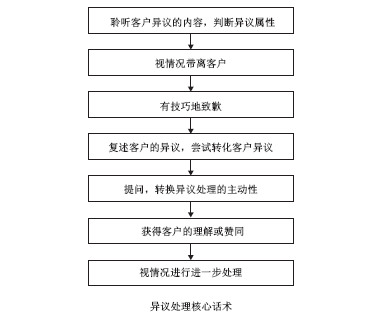 聆听客户异议的内容，判断异议属性
视情况带离客户
有技巧地致歉
复述客户的异议，尝试转化客户异议
提问，转换异议处理的主动性
获得客户的理解或赞同
视情况进行进一步处理
异议处理核心话术